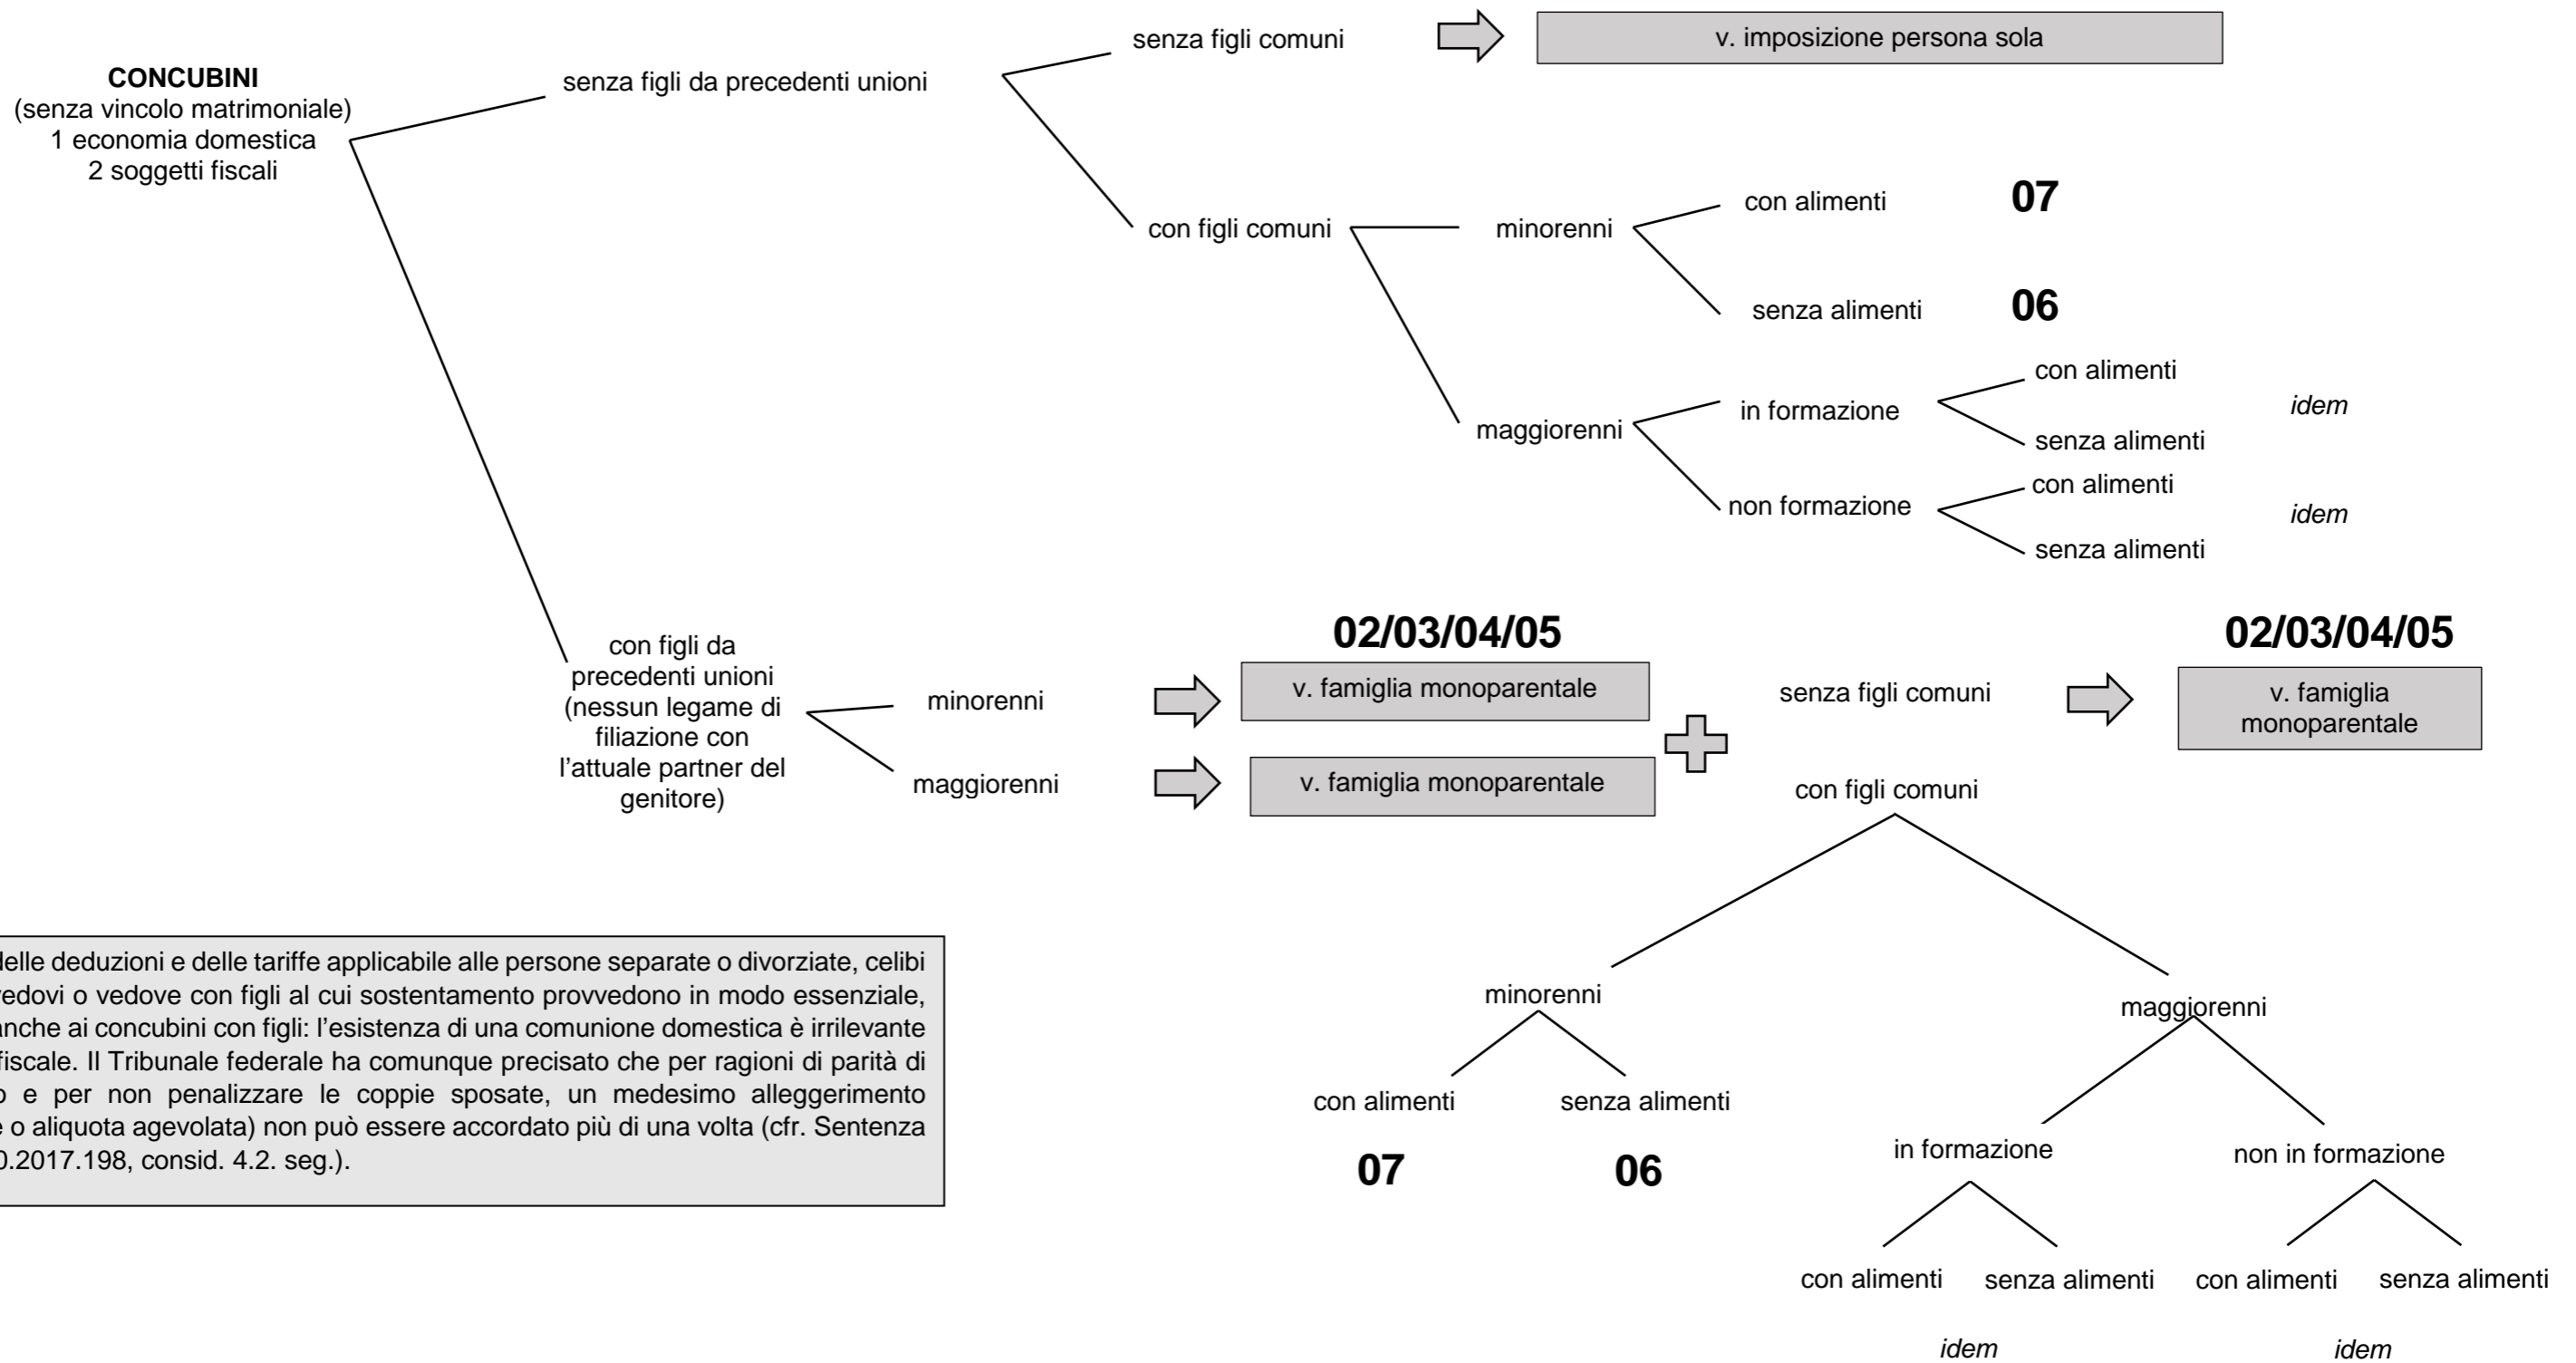 CONCUBINI
(senza vincolo matrimoniale)
1 economia domestica
2 soggetti fiscali
senza figli da precedenti unioni
senza figli comuni
v. imposizione persona sola
con figli comuni
minorenni
con alimenti
07
senza alimenti
06
maggiorenni
in formazione
con alimenti
senza alimenti
idem
non formazione
con alimenti
senza alimenti
idem
con figli da
precedenti unioni
(nessun legame di
filiazione con
l'attuale partner del
genitore)
minorenni
maggiorenni
02/03/04/05
v. famiglia monoparentale
v. famiglia monoparentale
senza figli comuni
02/03/04/05
v. famiglia
monoparentale
con figli comuni
minorenni
con alimenti
07
senza alimenti
06
maggiorenni
in formazione
con alimenti
senza alimenti
idem
non in formazione
con alimenti
senza alimenti
idem
delle deduzioni e delle tariffe applicabile alle persone separate o divorziate, celibi
vedovi o vedove con figli al cui sostentamento provvedono in modo essenziale,
anche ai concubini con figli: l'esistenza di una comunione domestica è irrilevante
fiscale. Il Tribunale federale ha comunque precisato che per ragioni di parità di
o e per non penalizzare le coppie sposate, un medesimo alleggerimento
e o aliquota agevolata) non può essere accordato più di una volta (cfr. Sentenza
0.2017.198, consid. 4.2. seg.).